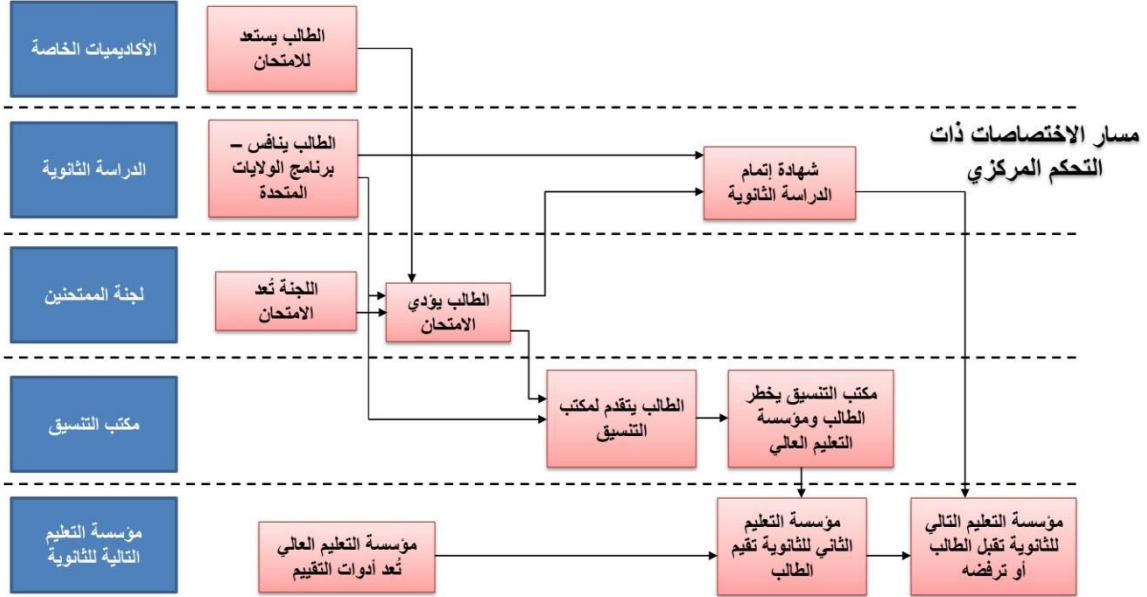 مسار الاختصاصات ذات
التحكم المركزي
الأكاديميات الخاصة
الطالب يستعد
للامتحان
الدراسة الثانوية
الطالب ينافس –
برنامج الولايات
المتحدة
شهادة إتمام
الدراسة الثانوية
لجنة الممتحنين
اللجنة تُعد
الامتحان
الطالب يؤدي
الامتحان
مكتب التنسيق
الطالب يتقدم لمكتب
التنسيق
مكتب التنسيق يخطر
الطالب ومؤسسة
التعليم العالي
مؤسسة التعليم
التالية للثانوية
مؤسسة التعليم العالي
تُعد أدوات التقييم
مؤسسة التعليم
الثاني للثانوية تقيم
الطالب
مؤسسة التعليم التالي
للثانوية تقبل الطالب
أو ترفضه